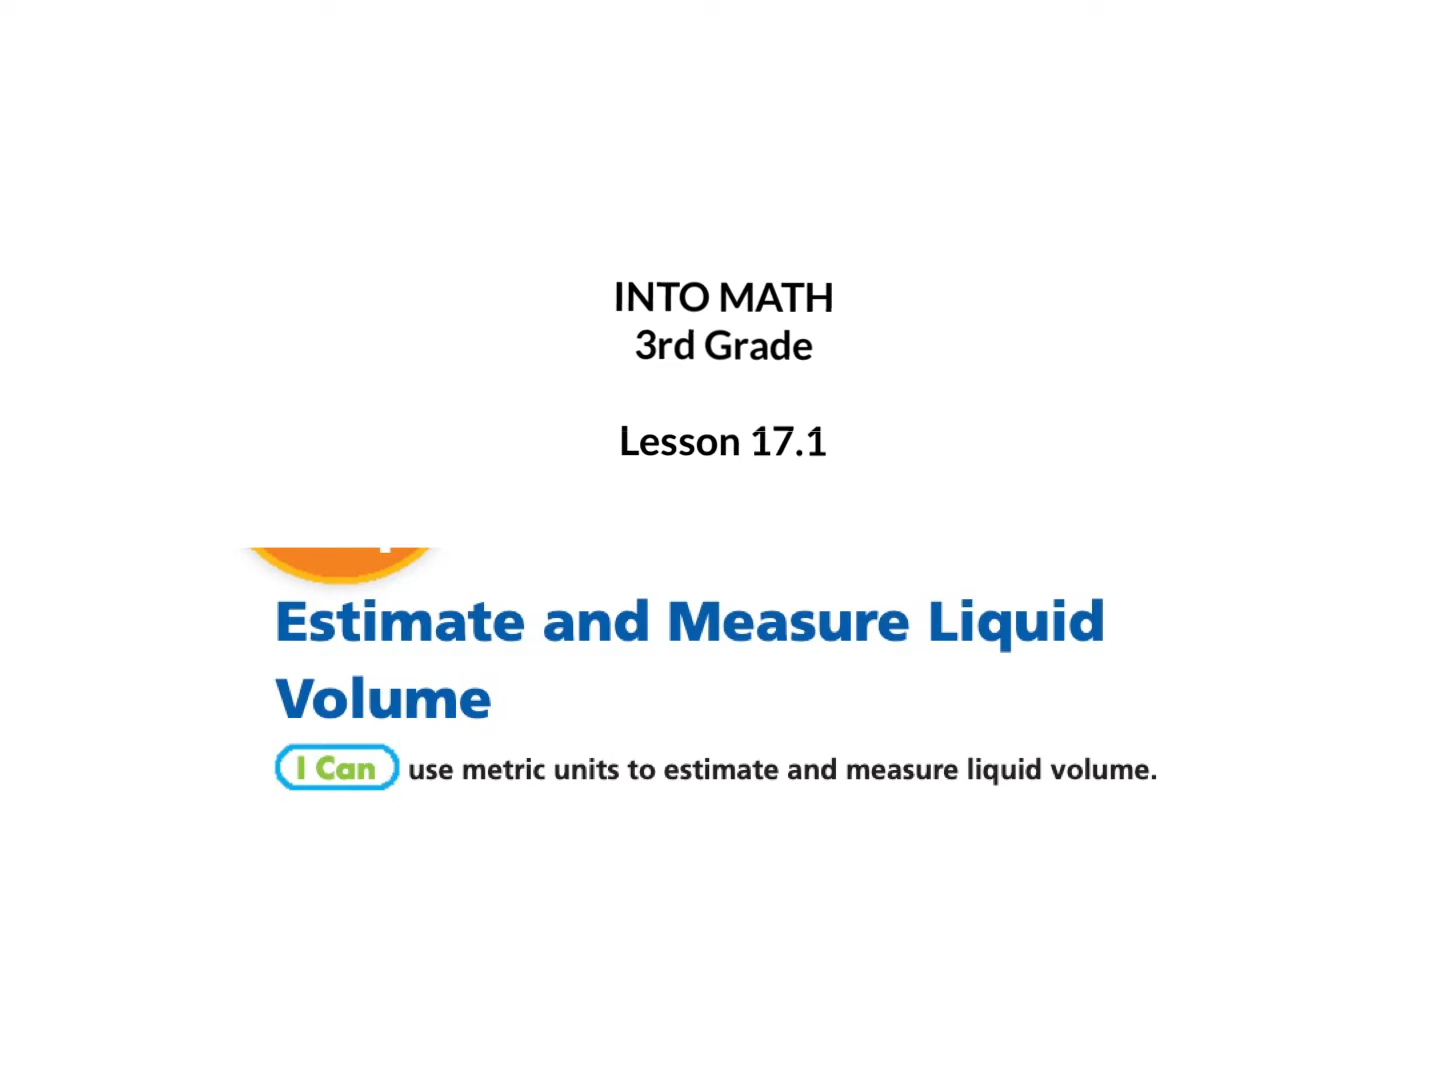 INTO MATH
3rd Grade
Lesson 17.1
Estimate and Measure Liquid
Volume
I Can use metric units to estimate and measure liquid volume.